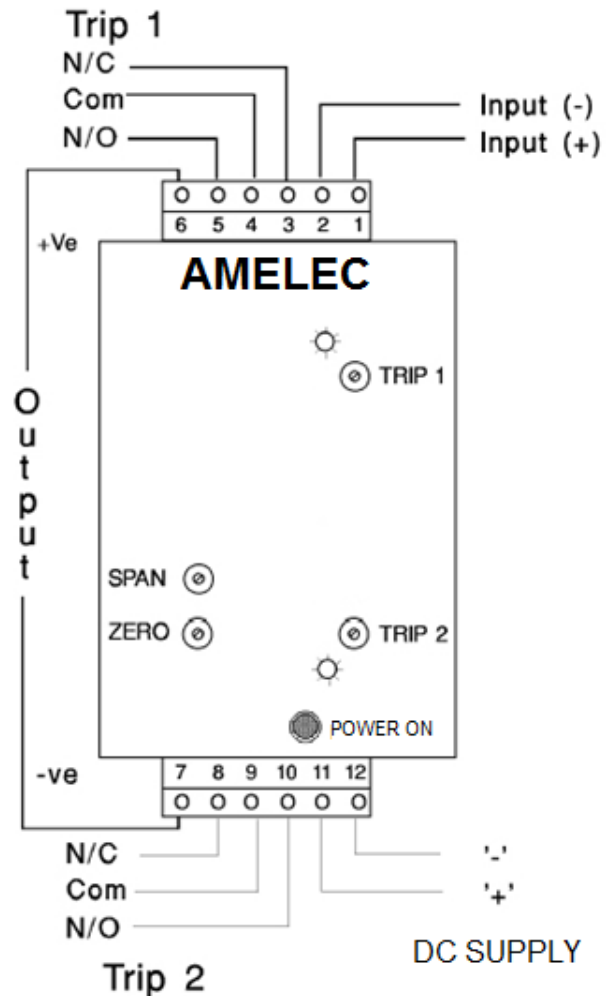 Trip 1
N/C
Com
N/O
Input (-)
Input (+)
6 5 4 3 2 1
+Ve
AMELEC
TRIP 1
Output
SPAN
ZERO
TRIP 2
POWER ON
-ve
7 8 9 10 11 12
N/C
Com
N/O
'-'
'+'
DC SUPPLY
Trip 2